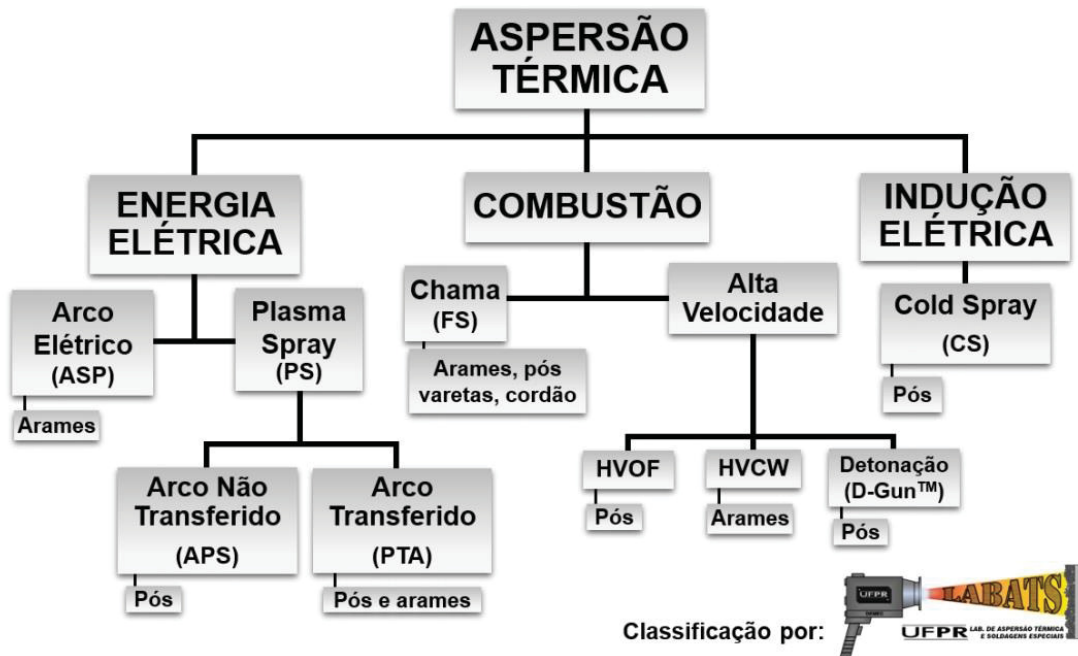 ASPERSÃO
TÉRMICA
ENERGIA
ELÉTRICA
COMBUSTÃO
INDUÇÃO
ELÉTRICA
Arco
Elétrico
(ASP)
Arames
Plasma
Spray
(PS)
Chama
(FS)
Arames, pós
varetas, cordão
Alta
Velocidade
Cold Spray
(CS)
Pós
Arco Não
Transferido
(APS)
Pós
Arco
Transferido
(PTA)
Pós e arames
HVOF
Pós
HVCW
Arames
Detonação
(D-Gun™)
Pós
Classificação por:
UFPR
LABATS
UFPR
LAB. DE ASPERSÃO TÉRMICA
E SOLDAGENS ESPECIAIS